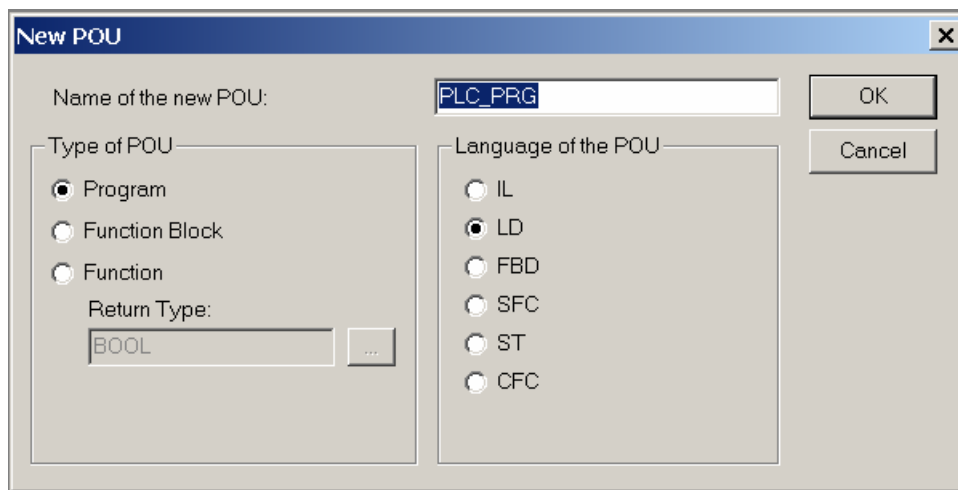 New POU
Name of the new POU:
PLC_PRG
OK
Cancel
Type of POU
Program
Function Block
Function
Return Type:
BOOL
...
Language of the POU
IL
LD
FBD
SFC
ST
CFC